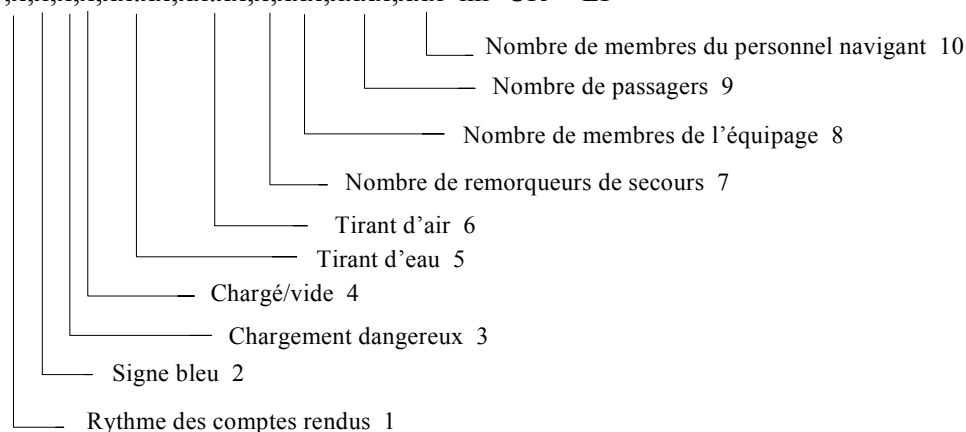 Nombre de membres du personnel navigant 10
Nombre de passagers 9
Nombre de membres de l’équipage 8
Nombre de remorqueurs de secours 7
Tirant d’air 6
Tirant d’eau 5
Chargé/vide 4
Chargement dangereux 3
Signe bleu 2
Rythme des comptes rendus 1